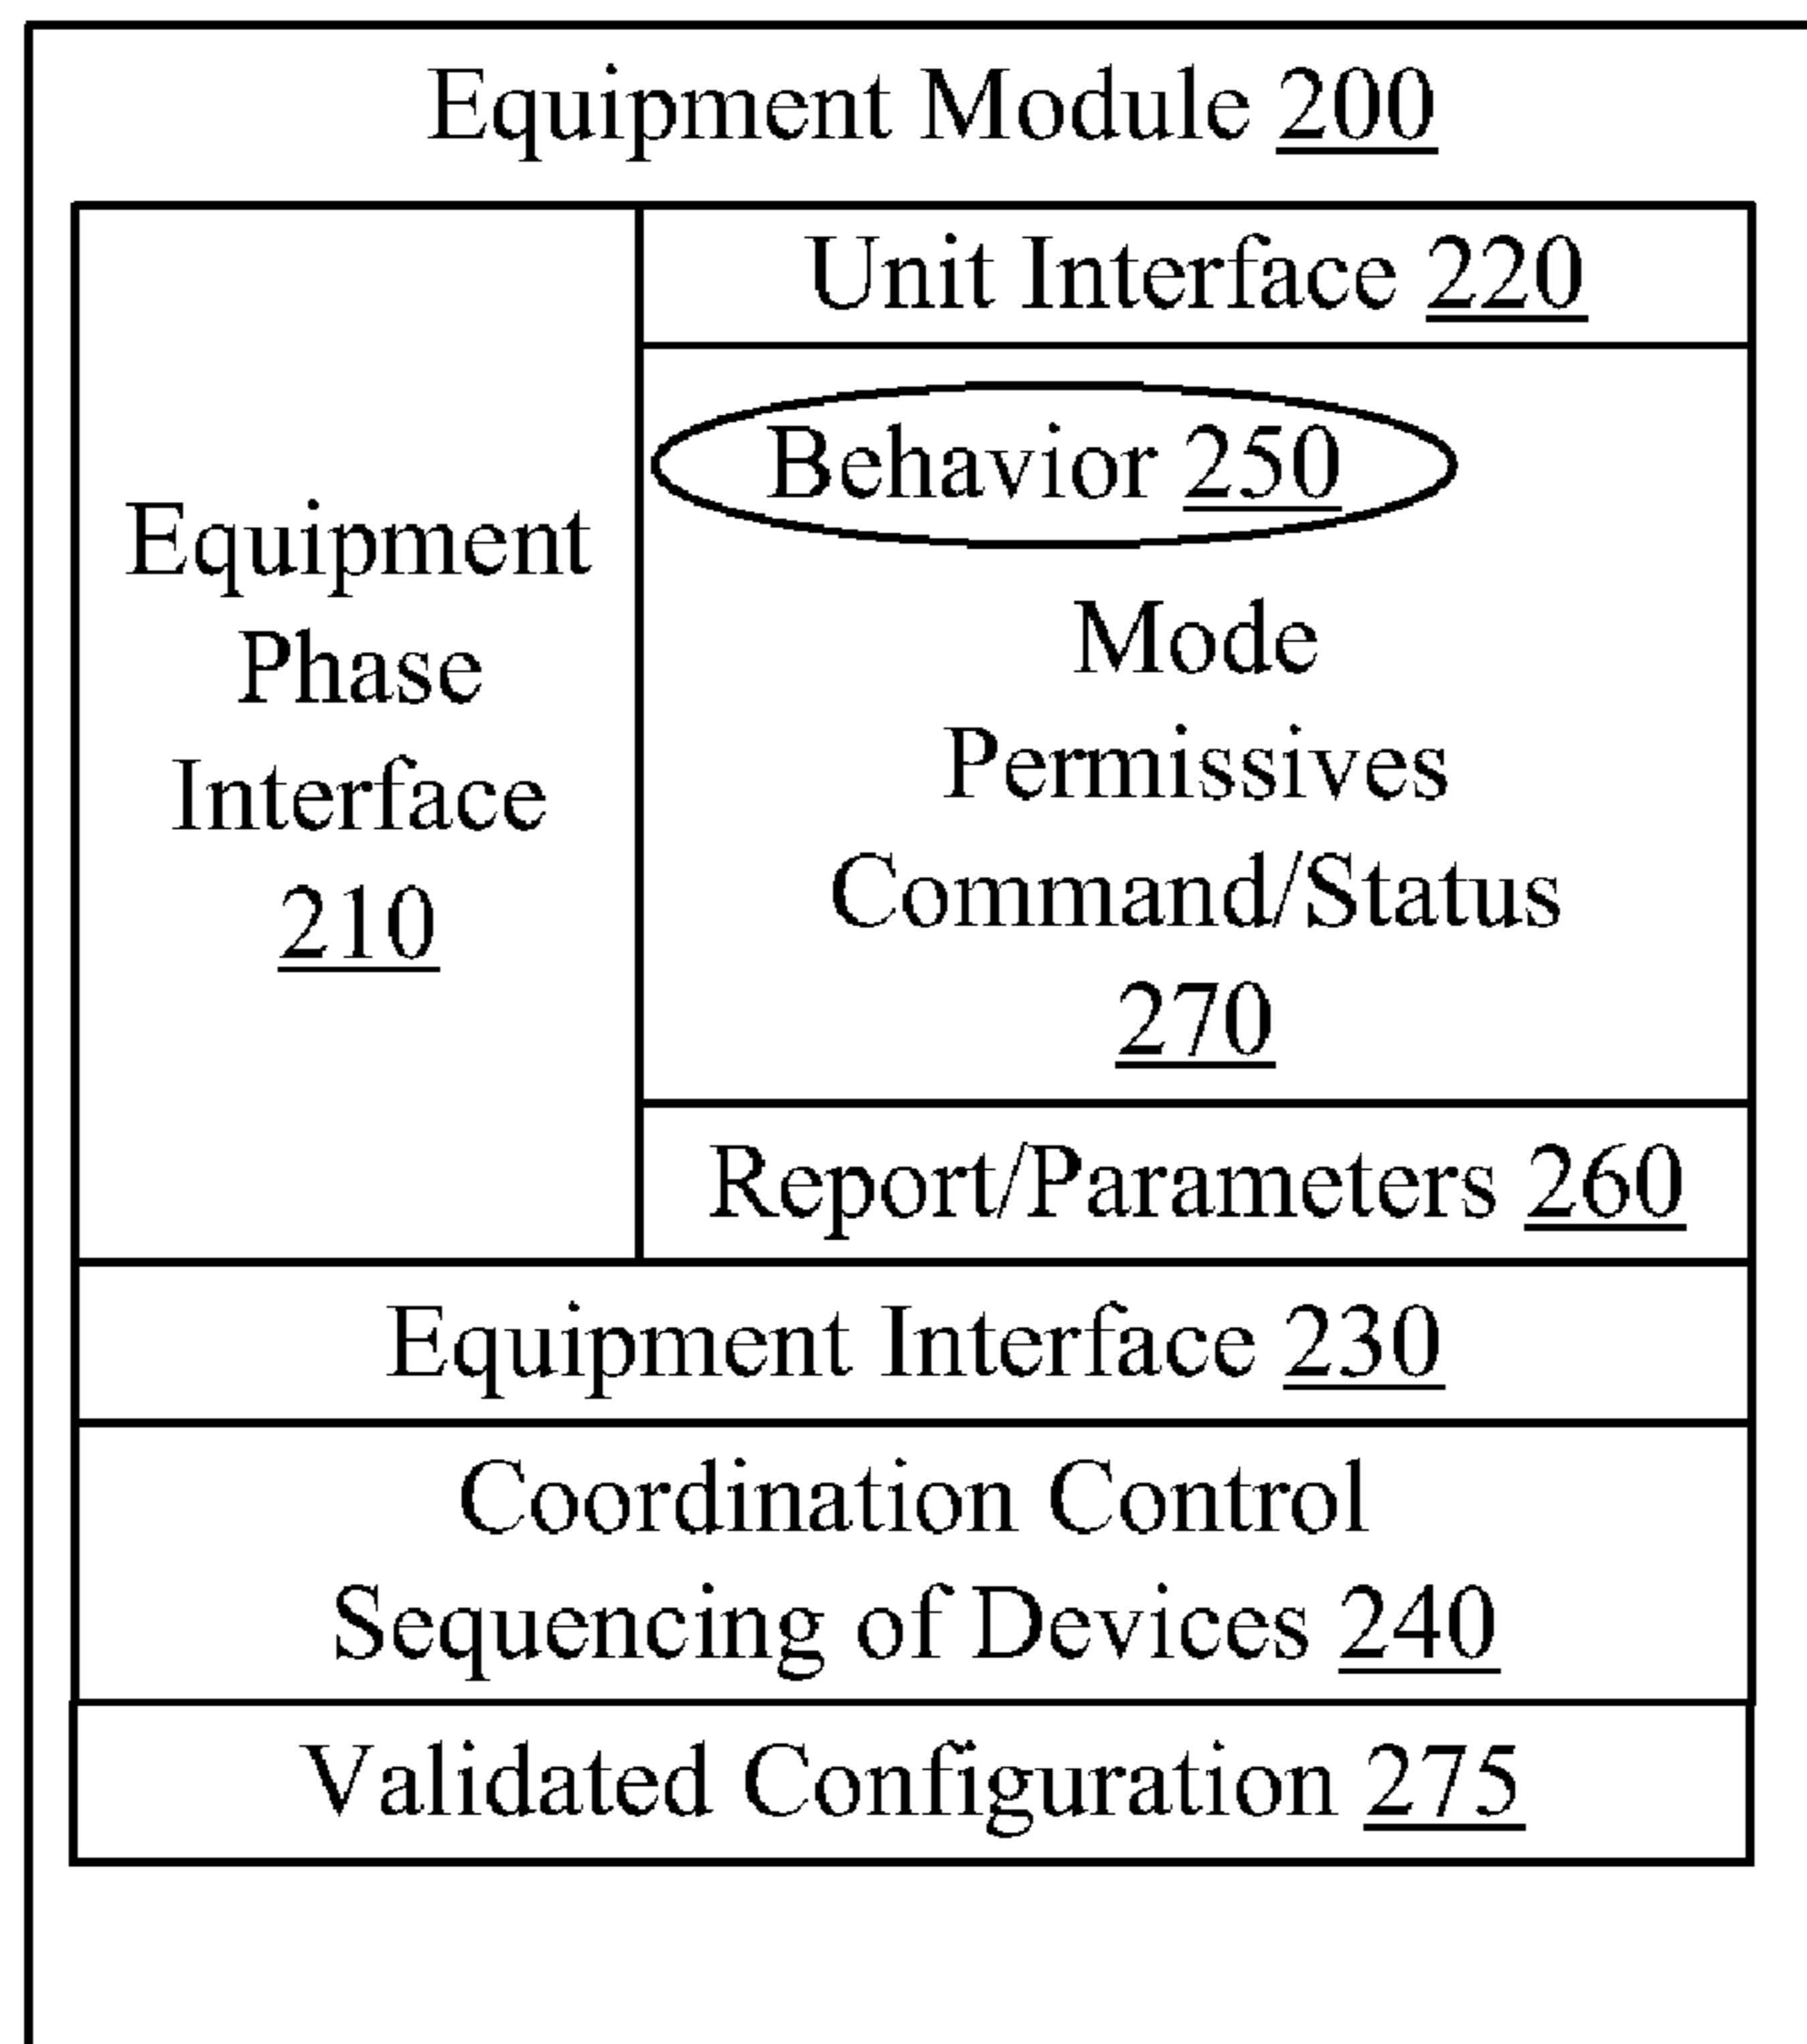 Equipment Module 200
Equipment
Phase
Interface
210
Unit Interface 220
Behavior 250
Mode
Permissives
Command/Status
270
Report/Parameters 260
Equipment Interface 230
Coordination Control
Sequencing of Devices 240
Validated Configuration 275